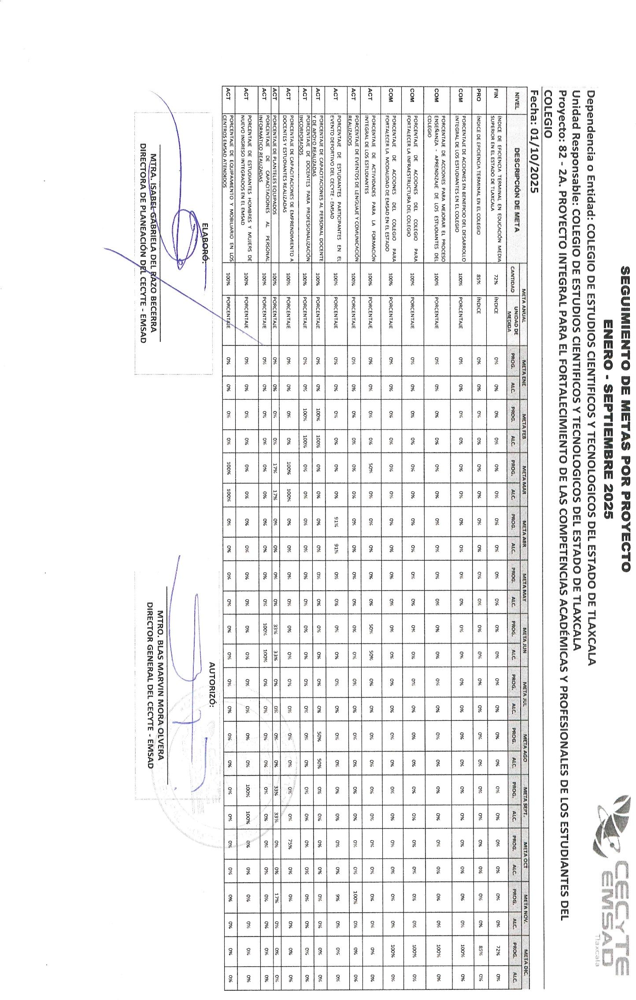 SEGUIMIENTO DE METAS POR PROYECTO
ENERO - SEPTIEMBRE 2025
CECYTE
EMSAD
Tlaxcala
Dependencia o Entidad: COLEGIO DE ESTUDIOS CIENTIFICOS Y TECNOLOGICOS DEL ESTADO DE TLAXCALA
Unidad Responsable: COLEGIO DE ESTUDIOS CIENTIFICOS Y TECNOLOGICOS DEL ESTADO DE TLAXCALA
Proyecto: 82 - 2A. PROYECTO INTEGRAL PARA EL FORTALECIMIENTO DE LAS COMPETENCIAS ACADÉMICAS Y PROFESIONALES DE LOS ESTUDIANTES DEL
COLEGIO
Fecha: 01/10/2025
NIVEL DESCRIPCIÓN DE META META ANUAL META ENE META FEB META MAR META ABR META MAY META JUN META JUL META AGO META SEPT. META OCT META NOV. META DIC.
CANTIDAD UNIDAD DE MEDIDA PROG. ALC. PROG. ALC. PROG. ALC. PROG. ALC. PROG. ALC. PROG. ALC. PROG. ALC. PROG. ALC. PROG. ALC. PROG. ALC. PROG. ALC. PROG. ALC.
FIN ÍNDICE DE EFICIENCIA TERMINAL EN EDUCACIÓN MEDIA
SUPERIOR EN EL ESTADO DE TLAXCALA 72% ÍNDICE 0% 0% 0% 0% 0% 0% 0% 0% 0% 0% 0% 0% 0% 0% 0% 0% 0% 0% 0% 0% 0% 0% 72% 0%
PRO ÍNDICE DE EFICIENCIA TERMINAL EN EL COLEGIO 85% ÍNDICE 0% 0% 0% 0% 0% 0% 0% 0% 0% 0% 0% 0% 0% 0% 0% 0% 0% 0% 0% 0% 0% 0% 85% 0%
COM PORCENTAJE DE ACCIONES EN BENEFICIO DEL DESARROLLO
INTEGRAL DE LOS ESTUDIANTES EN EL COLEGIO 100% PORCENTAJE 0% 0% 0% 0% 0% 0% 0% 0% 0% 0% 0% 0% 0% 0% 0% 0% 0% 0% 0% 0% 0% 0% 100% 0%
COM PORCENTAJE DE ACCIONES PARA MEJORAR EL PROCESO
ENSEÑANZA - APRENDIZAJE DE LOS ESTUDIANTES DEL
COLEGIO 100% PORCENTAJE 0% 0% 0% 0% 0% 0% 0% 0% 0% 0% 0% 0% 0% 0% 0% 0% 0% 0% 0% 0% 0% 0% 100% 0%
COM PORCENTAJE DE ACCIONES DEL COLEGIO PARA
FORTALECER LA INFRAESTRUCTURA DEL COLEGIO 100% PORCENTAJE 0% 0% 0% 0% 0% 0% 0% 0% 0% 0% 0% 0% 0% 0% 0% 0% 0% 0% 0% 0% 0% 0% 100% 0%
COM PORCENTAJE DE ACCIONES DEL COLEGIO PARA
FORTALECER LA MODALIDAD DE EMSAD EN EL ESTADO 100% PORCENTAJE 0% 0% 0% 0% 0% 0% 0% 0% 0% 0% 0% 0% 0% 0% 0% 0% 0% 0% 0% 0% 0% 0% 100% 0%
ACT PORCENTAJE DE ACTIVIDADES PARA LA FORMACIÓN
INTEGRAL DE LOS ESTUDIANTES 100% PORCENTAJE 0% 0% 0% 0% 50% 0% 0% 0% 0% 0% 50% 50% 0% 0% 0% 0% 0% 0% 0% 0% 0% 0% 0% 0%
ACT PORCENTAJE DE EVENTOS DE LENGUAJE Y COMUNICACIÓN
REALIZADOS 100% PORCENTAJE 0% 0% 0% 0% 0% 0% 0% 0% 0% 0% 0% 0% 0% 0% 0% 0% 0% 0% 0% 0% 100% 0% 0% 0%
ACT PORCENTAJE DE ESTUDIANTES PARTICIPANTES EN EL
EVENTO DEPORTIVO DEL CECYTE - EMSAD 100% PORCENTAJE 0% 0% 0% 0% 0% 0% 91% 91% 0% 0% 0% 0% 0% 0% 0% 0% 0% 0% 0% 0% 9% 0% 0% 0%
ACT PORCENTAJE DE CAPACITACIONES AL PERSONAL DOCENTE
Y DE APOYO REALIZADAS 100% PORCENTAJE 0% 0% 100% 100% 0% 0% 0% 0% 0% 0% 0% 0% 0% 0% 50% 50% 0% 0% 0% 0% 0% 0% 0% 0%
ACT PORCENTAJE DE DOCENTES PARA PROFESIONALIZACIÓN
INCORPORADOS 100% PORCENTAJE 0% 0% 100% 100% 0% 0% 0% 0% 0% 0% 0% 0% 0% 0% 0% 0% 0% 0% 0% 0% 0% 0% 0% 0%
ACT PORCENTAJE DE CAPACITACIONES DE EMPRENDIMIENTO A
DOCENTES Y ESTUDIANTES REALIZADAS 100% PORCENTAJE 0% 0% 0% 0% 100% 100% 0% 0% 0% 0% 0% 0% 0% 0% 0% 0% 0% 0% 75% 0% 0% 0% 0% 0%
ACT PORCENTAJE DE PLANTELES EQUIPADOS 100% PORCENTAJE 0% 0% 0% 0% 17% 17% 0% 0% 0% 0% 33% 33% 0% 0% 0% 0% 33% 33% 0% 0% 17% 0% 0% 0%
ACT PORCENTAJE DE CAPACITACIONES AL PERSONAL
INFORMÁTICO REALIZADAS 100% PORCENTAJE 0% 0% 0% 0% 0% 0% 0% 0% 0% 0% 100% 100% 0% 0% 0% 0% 0% 0% 0% 0% 0% 0% 0% 0%
ACT PORCENTAJE DE ESTUDIANTES HOMBRES Y MUJERS DE
NUEVO INGRESO INTEGRADOS EN EL EMSAD 100% PORCENTAJE 0% 0% 0% 0% 0% 0% 0% 0% 0% 0% 0% 0% 0% 0% 0% 0% 100% 100% 0% 0% 0% 0% 0% 0%
ACT PORCENTAJE DE EQUIPAMIENTO Y MOBILIARIO EN LOS
CENTROS EMSAD ATENDIDOS 100% PORCENTAJE 0% 0% 0% 0% 100% 100% 0% 0% 0% 0% 0% 0% 0% 0% 0% 0% 0% 0% 0% 0% 0% 0% 0% 0%
ELABORÓ:
MTRA. ISABEL GABRIELA DEL RAZO BECERRA
DIRECTORA DE PLANEACIÓN DEL CECYTE - EMSAD
AUTORIZÓ:
MTRO. BLAS MARVIN MORA OLVERA
DIRECTOR GENERAL DEL CECYTE - EMSAD